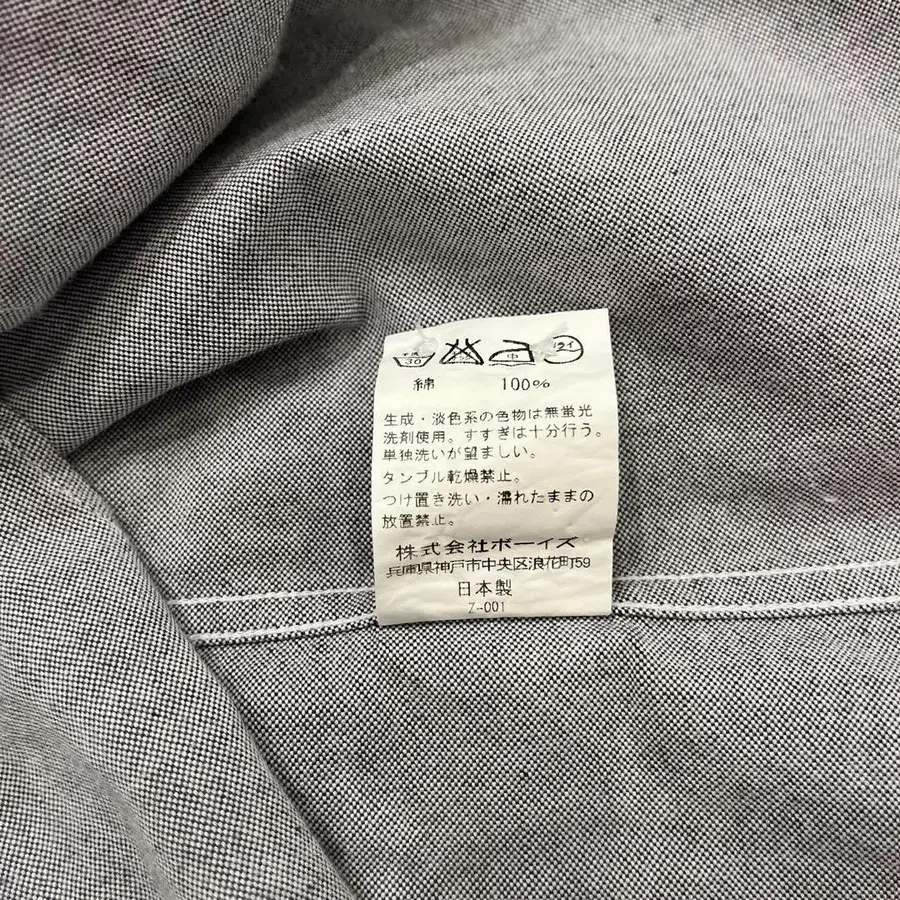 手洗 30 中
綿 100%
生成・淡色系の色物は無蛍光
洗剤使用。すすぎは十分行う。
単独洗いが望ましい。
タンブル乾燥禁止。
つけ置き洗い・濡れたままの
放置禁止。
株式会社ボーイズ
兵庫県神戸市中央区浪花町59
日本製
Z-001